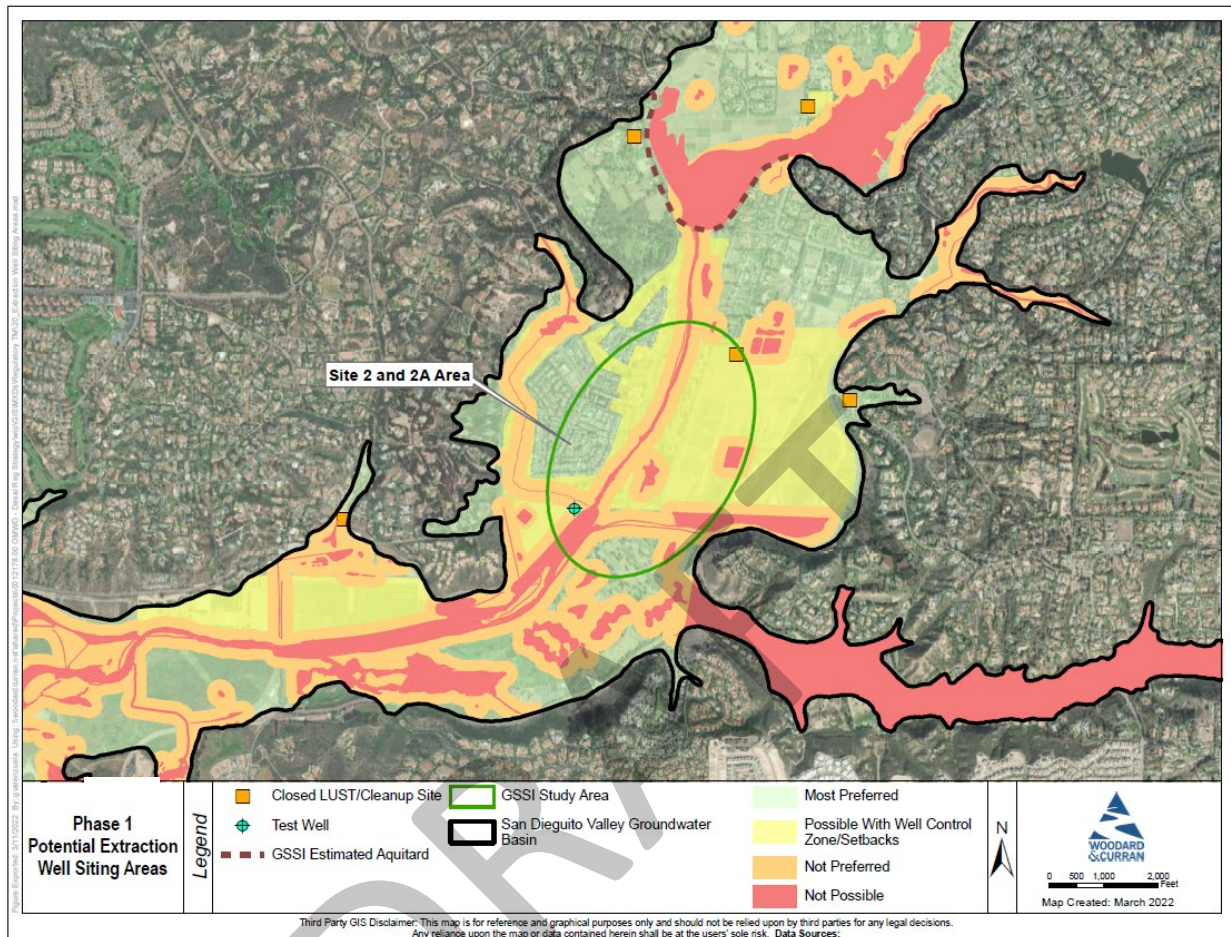 Site 2 and 2A Area
DRAFT
Phase 1
Potential Extraction
Well Siting Areas
Legend
Closed LUST/Cleanup Site
Test Well
GSSI Estimated Aquitard
GSSI Study Area
San Dieguito Valley Groundwater
Basin
Most Preferred
Possible With Well Control
Zone/Setbacks
Not Preferred
Not Possible
N
WOODARD
&CURRAN
0 500 1,000 2,000
Feet
Map Created: March 2022
Third Party GIS Disclaimer: This map is for reference and graphical purposes only and should not be relied upon by third parties for any legal decisions.
Any reliance upon the map or data contained herein shall be at the users' sole risk. Data Sources: